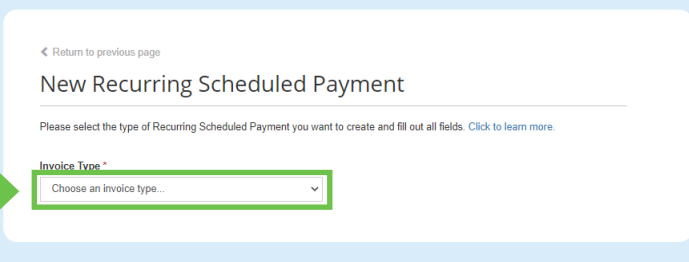 Return to previous page
New Recurring Scheduled Payment
Please select the type of Recurring Scheduled Payment you want to create and fill out all fields. Click to learn more.
Invoice Type *
Choose an invoice type...